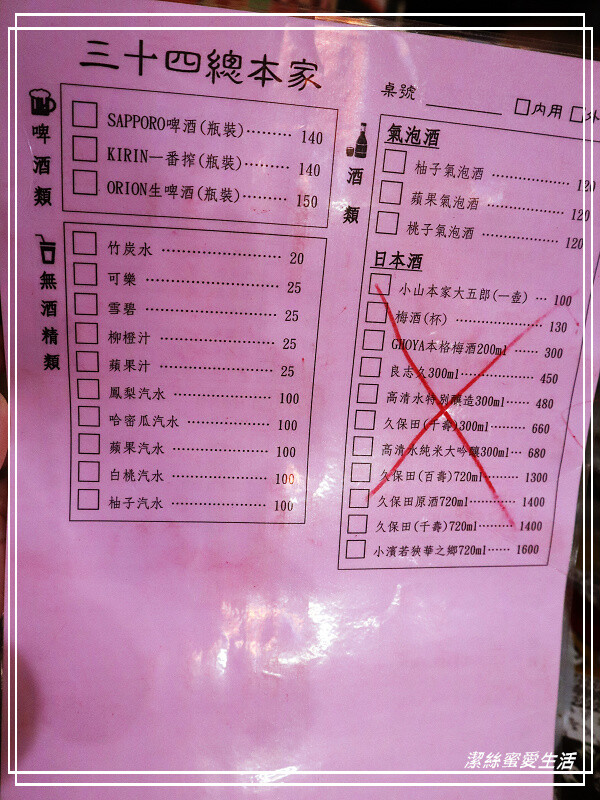 三十四總本家
桌號 ________ □內用 □外
啤酒類
SAPPORO啤酒(瓶裝)········· 140
KIRIN一番搾(瓶裝)·········· 140
ORION生啤酒(瓶裝)········· 150
無酒精類
竹炭水 ······················ 20
可樂 ························· 25
雪碧 ························· 25
柳橙汁 ······················ 25
蘋果汁 ······················ 25
鳳梨汽水 ··················· 100
哈密瓜汽水 ················ 100
蘋果汽水 ··················· 100
白桃汽水 ··················· 100
柚子汽水 ··················· 100
酒類
氣泡酒
柚子氣泡酒 ················ 120
蘋果氣泡酒 ················ 120
桃子氣泡酒 ················ 120
日本酒
小山本家大五郎(一壺) ··· 100
梅酒(杯) ··················· 130
CHOYA本格梅酒200ml ······ 300
良志久300ml················ 450
高清水特別釀造300ml······ 480
久保田(千壽)300ml········· 660
高清水純米大吟釀300ml··· 680
久保田(百壽)720ml········· 1300
久保田原酒720ml·········· 1400
久保田(千壽)720ml········· 1400
小濱若狹華之鄉720ml······ 1600
潔絲蜜愛生活